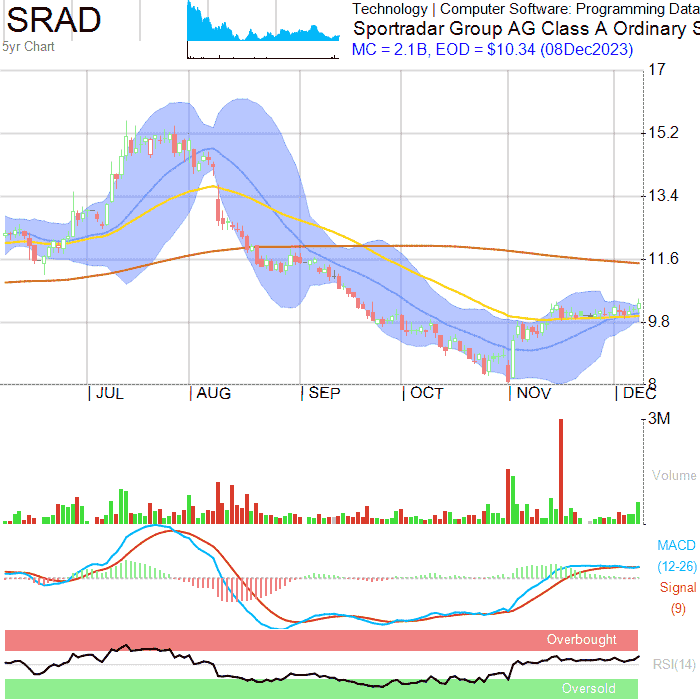 SRAD
5yr Chart
Technology | Computer Software: Programming Data
Sportradar Group AG Class A Ordinary S
MC = 2.1B, EOD = $10.34 (08Dec2023)
17
15.2
13.4
11.6
9.8
8
JUL AUG SEP OCT NOV DEC
3M
Volume
MACD
(12-26)
Signal
(9)
Overbought
RSI(14)
Oversold